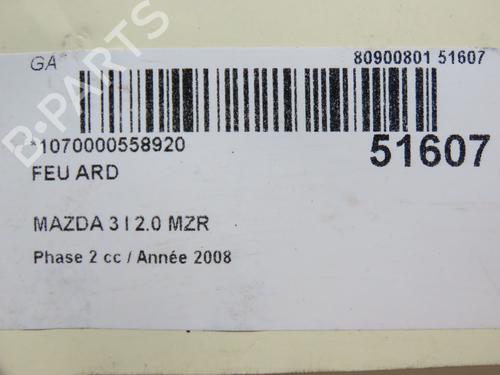 GA 80900801 51607
*1070000558920 51607
FEU ARD
MAZDA 3 I 2.0 MZR
Phase 2 cc / Année 2008
B-PARTS